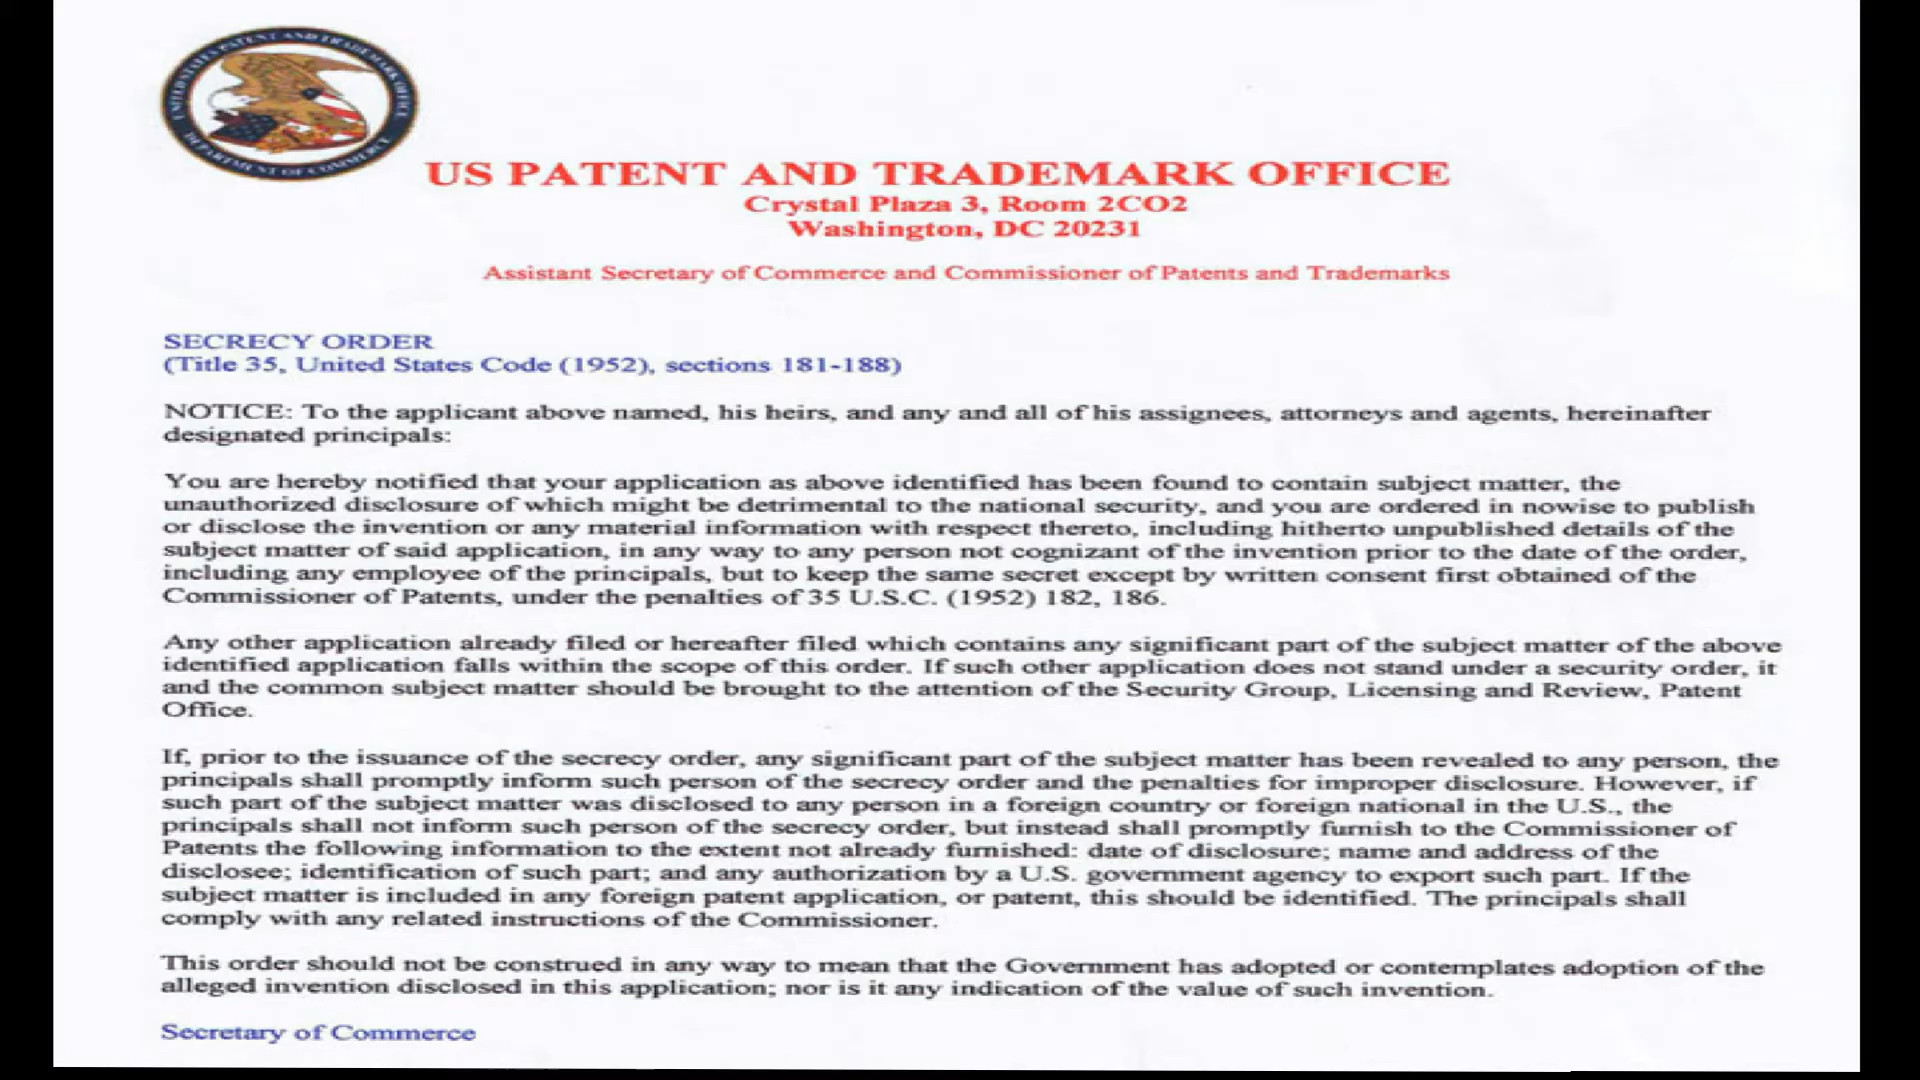 UNITED STATES PATENT AND TRADEMARK OFFICE
DEPARTMENT OF COMMERCE
US PATENT AND TRADEMARK OFFICE
Crystal Plaza 3, Room 2CO2
Washington, DC 20231
Assistant Secretary of Commerce and Commissioner of Patents and Trademarks
SECRECY ORDER
(Title 35, United States Code (1952), sections 181-188)
NOTICE: To the applicant above named, his heirs, and any and all of his assignees, attorneys and agents, hereinafter
designated principals:
You are hereby notified that your application as above identified has been found to contain subject matter, the
unauthorized disclosure of which might be detrimental to the national security, and you are ordered in nowise to publish
or disclose the invention or any material information with respect thereto, including hitherto unpublished details of the
subject matter of said application, in any way to any person not cognizant of the invention prior to the date of the order,
including any employee of the principals, but to keep the same secret except by written consent first obtained of the
Commissioner of Patents, under the penalties of 35 U.S.C. (1952) 182, 186.
Any other application already filed or hereafter filed which contains any significant part of the subject matter of the above
identified application falls within the scope of this order. If such other application does not stand under a security order, it
and the common subject matter should be brought to the attention of the Security Group, Licensing and Review, Patent
Office.
If, prior to the issuance of the secrecy order, any significant part of the subject matter has been revealed to any person, the
principals shall promptly inform such person of the secrecy order and the penalties for improper disclosure. However, if
such part of the subject matter was disclosed to any person in a foreign country or foreign national in the U.S., the
principals shall not inform such person of the secrecy order, but instead shall promptly furnish to the Commissioner of
Patents the following information to the extent not already furnished: date of disclosure; name and address of the
disclosee; identification of such part; and any authorization by a U.S. government agency to export such part. If the
subject matter is included in any foreign patent application, or patent, this should be identified. The principals shall
comply with any related instructions of the Commissioner.
This order should not be construed in any way to mean that the Government has adopted or contemplates adoption of the
alleged invention disclosed in this application; nor is it any indication of the value of such invention.
Secretary of Commerce